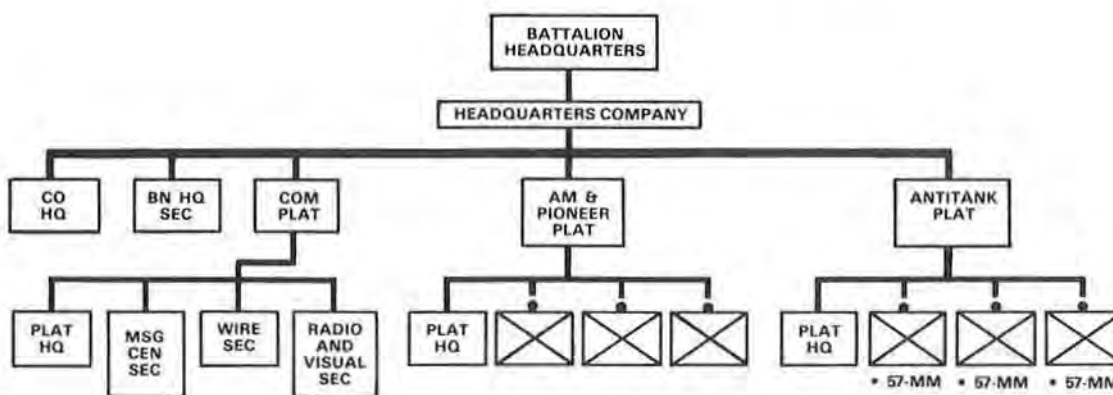 BATTALION
HEADQUARTERS
HEADQUARTERS COMPANY
CO
HQ
BN HQ
SEC
COM
PLAT
AM &
PIONEER
PLAT
ANTITANK
PLAT
PLAT
HQ
MSG
CEN
SEC
WIRE
SEC
RADIO
AND
VISUAL
SEC
PLAT
HQ
PLAT
HQ
• 57-MM
• 57-MM
• 57-MM